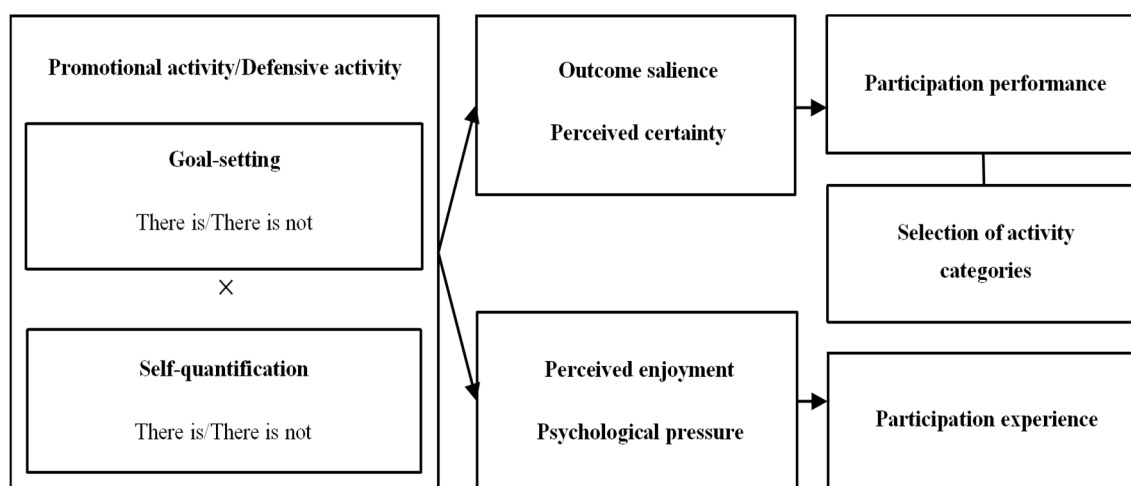 Promotional activity/Defensive activity
Goal-setting
There is/There is not
×
Self-quantification
There is/There is not
Outcome salience
Perceived certainty
Perceived enjoyment
Psychological pressure
Participation performance
Selection of activity
categories
Participation experience